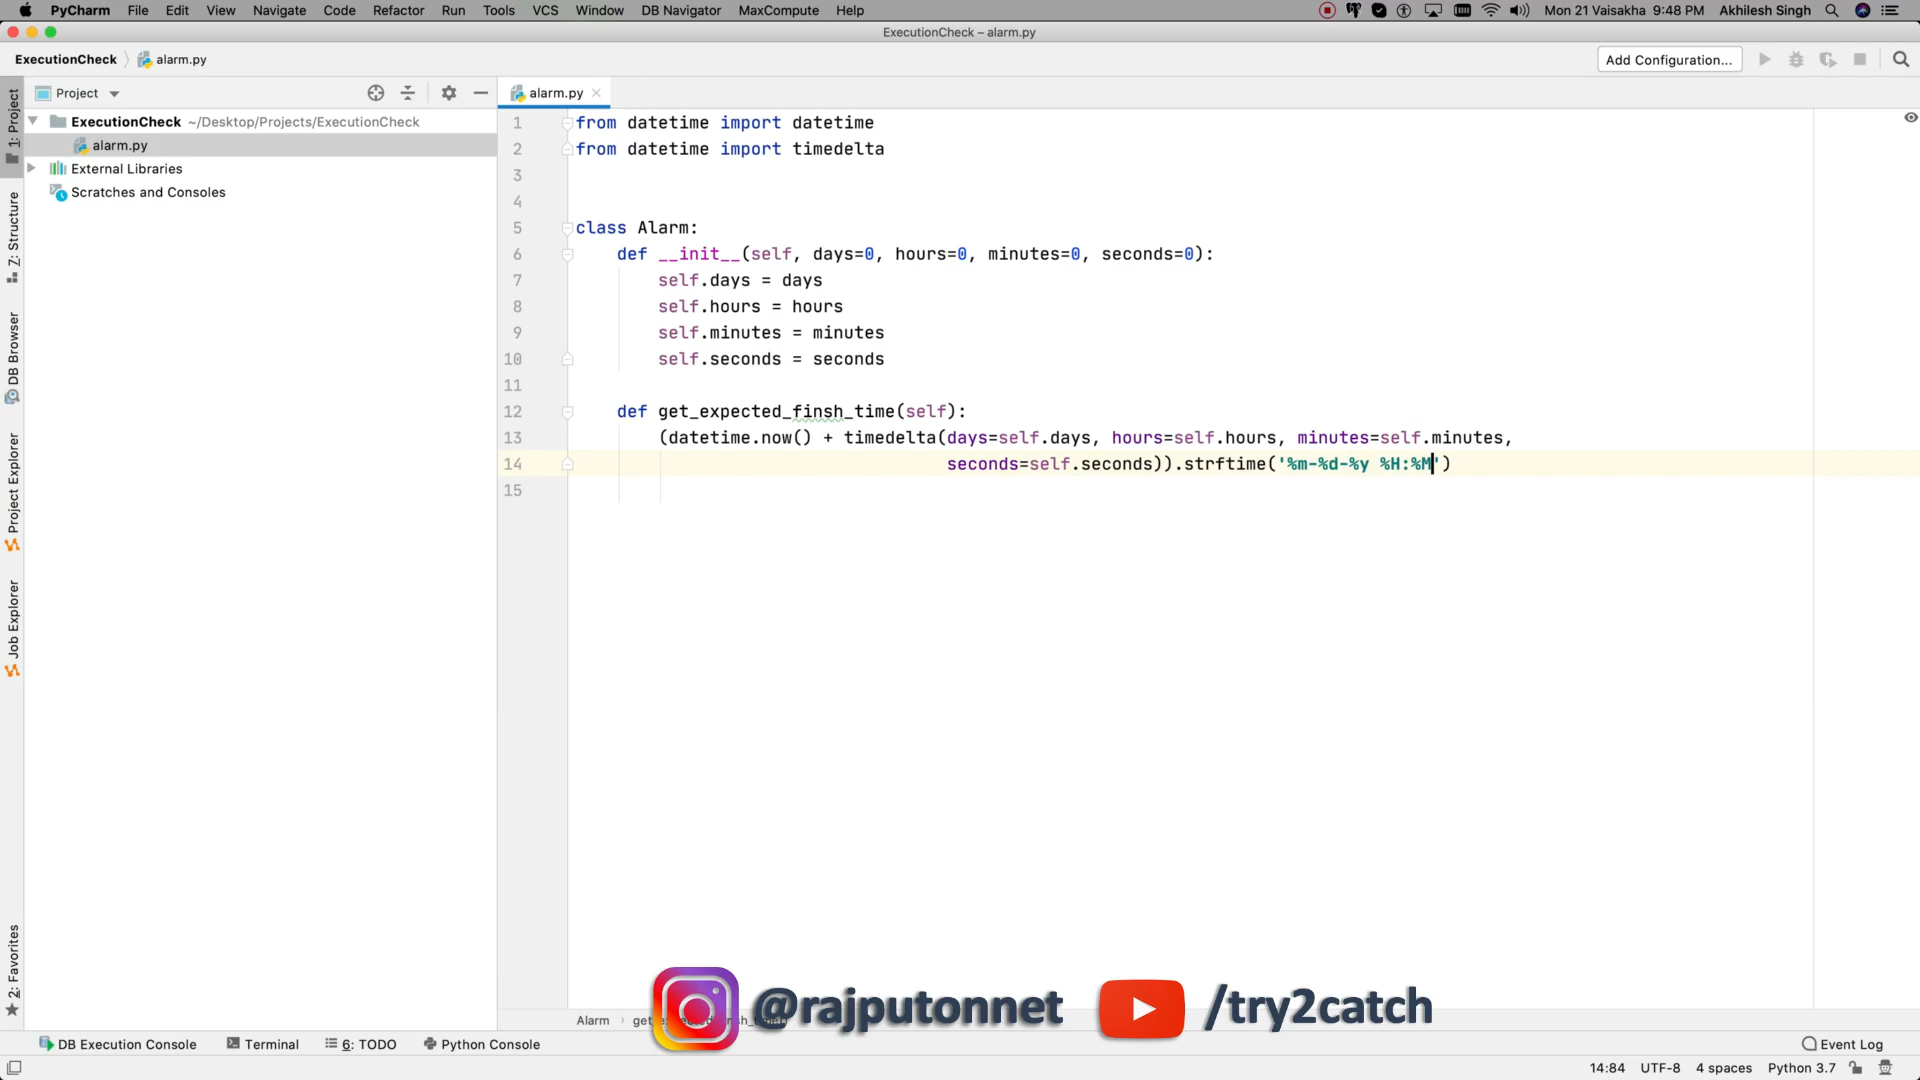 PyCharm File Edit View Navigate Code Refactor Run Tools VCS Window DB Navigator MaxCompute Help Mon 21 Vaisakha 9:48 PM Akhilesh Singh
ExecutionCheck – alarm.py
ExecutionCheck alarm.py Add Configuration...
Project alarm.py
ExecutionCheck ~/Desktop/Projects/ExecutionCheck
alarm.py
External Libraries
Scratches and Consoles
1: Project
7: Structure
DB Browser
Project Explorer
Job Explorer
2: Favorites
1 from datetime import datetime
2 from datetime import timedelta
3
4
5 class Alarm:
6 def __init__(self, days=0, hours=0, minutes=0, seconds=0):
7 self.days = days
8 self.hours = hours
9 self.minutes = minutes
10 self.seconds = seconds
11
12 def get_expected_finsh_time(self):
13 (datetime.now() + timedelta(days=self.days, hours=self.hours, minutes=self.minutes,
14 seconds=self.seconds)).strftime('%m-%d-%y %H:%M')
15
@rajputonnet /try2catch
Alarm
DB Execution Console Terminal 6: TODO Python Console Event Log
14:84 UTF-8 4 spaces Python 3.7